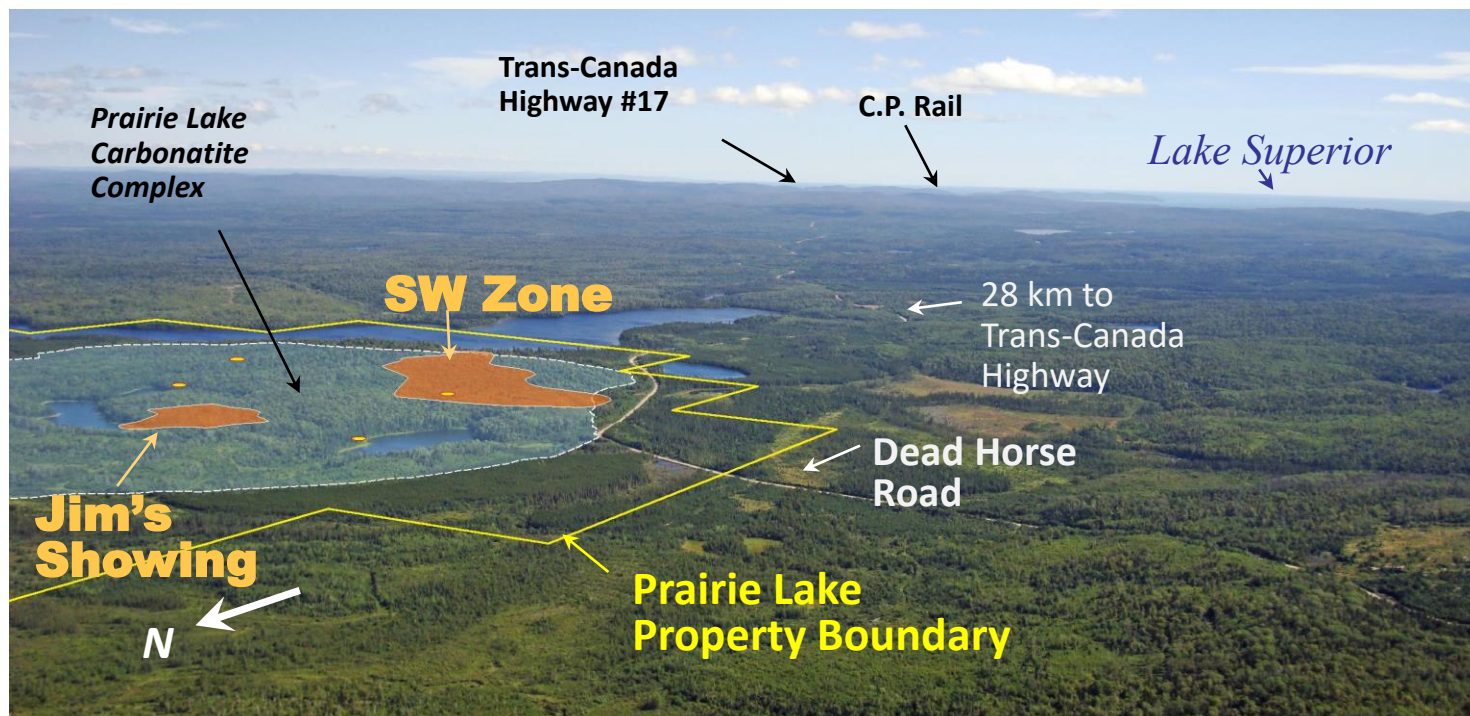 Trans-Canada
Highway #17
C.P. Rail
Prairie Lake
Carbonatite
Complex
Lake Superior
SW Zone
28 km to
Trans-Canada
Highway
Dead Horse
Road
Jim's
Showing
Prairie Lake
Property Boundary
N